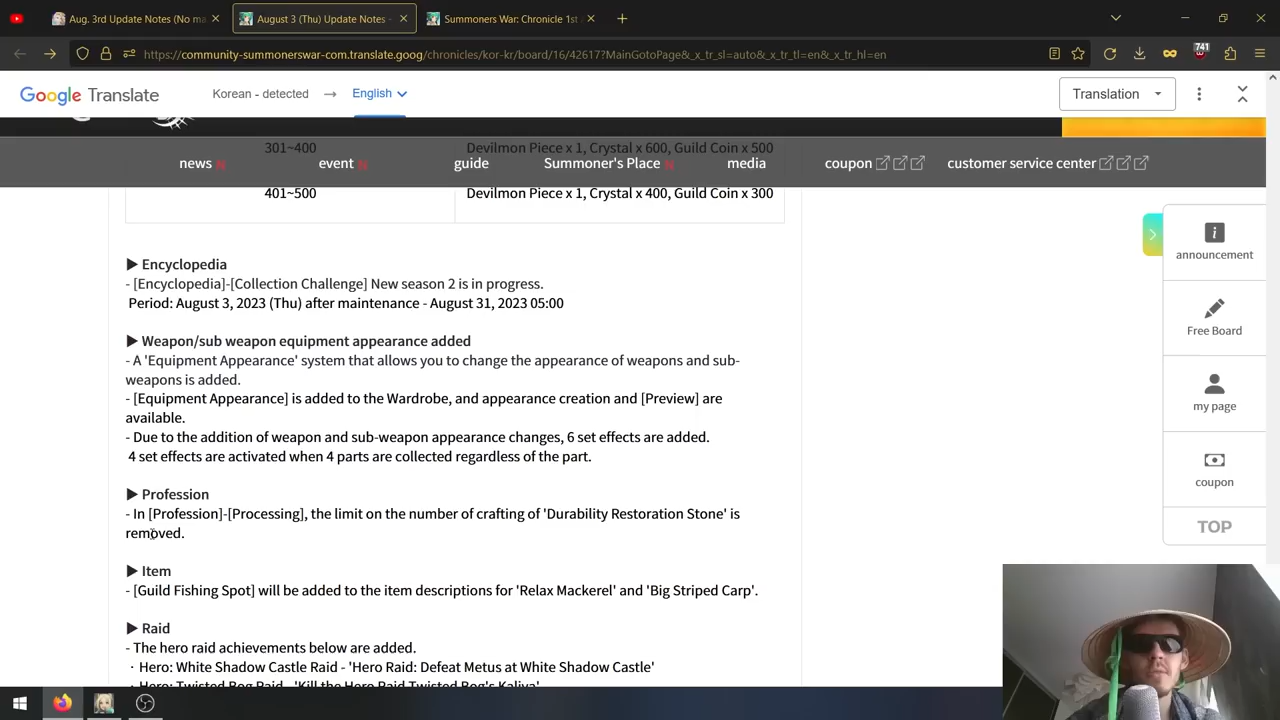 Aug. 3rd Update Notes (No ma
August 3 (Thu) Update Notes -
Summoners War: Chronicle 1st
https://community-summonerswar-com.translate.goog/chronicles/kor-kr/board/16/42617?MainGotoPage&_x_tr_sl=auto&_x_tr_tl=en&_x_tr_hl=en
741
Google Translate
Korean - detected
English
Translation
301~400
Devilmon Piece x 1, Crystal x 600, Guild Coin x 500
news N
event N
guide
Summoner's Place N
media
coupon
customer service center
401~500
Devilmon Piece x 1, Crystal x 400, Guild Coin x 300
▶ Encyclopedia
- [Encyclopedia]-[Collection Challenge] New season 2 is in progress.
Period: August 3, 2023 (Thu) after maintenance - August 31, 2023 05:00
▶ Weapon/sub weapon equipment appearance added
- A 'Equipment Appearance' system that allows you to change the appearance of weapons and sub-
weapons is added.
- [Equipment Appearance] is added to the Wardrobe, and appearance creation and [Preview] are
available.
- Due to the addition of weapon and sub-weapon appearance changes, 6 set effects are added.
4 set effects are activated when 4 parts are collected regardless of the part.
▶ Profession
- In [Profession]-[Processing], the limit on the number of crafting of 'Durability Restoration Stone' is
removed.
▶ Item
- [Guild Fishing Spot] will be added to the item descriptions for 'Relax Mackerel' and 'Big Striped Carp'.
▶ Raid
- The hero raid achievements below are added.
· Hero: White Shadow Castle Raid - 'Hero Raid: Defeat Metus at White Shadow Castle'
· Hero: Twisted Bog Raid - 'Kill the Hero Raid Twisted Bog's Kaliya'
announcement
Free Board
my page
coupon
TOP